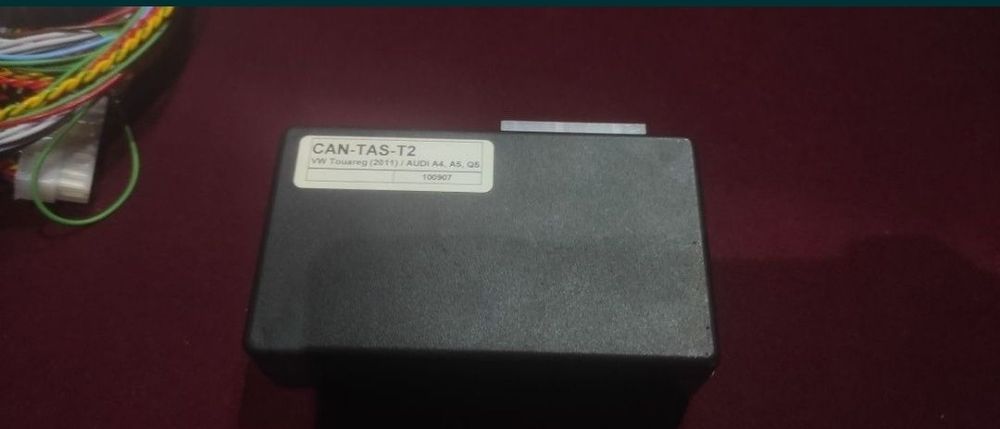 CAN-TAS-T2
VW Touareg (2011) / AUDI A4, A5, Q5
100907